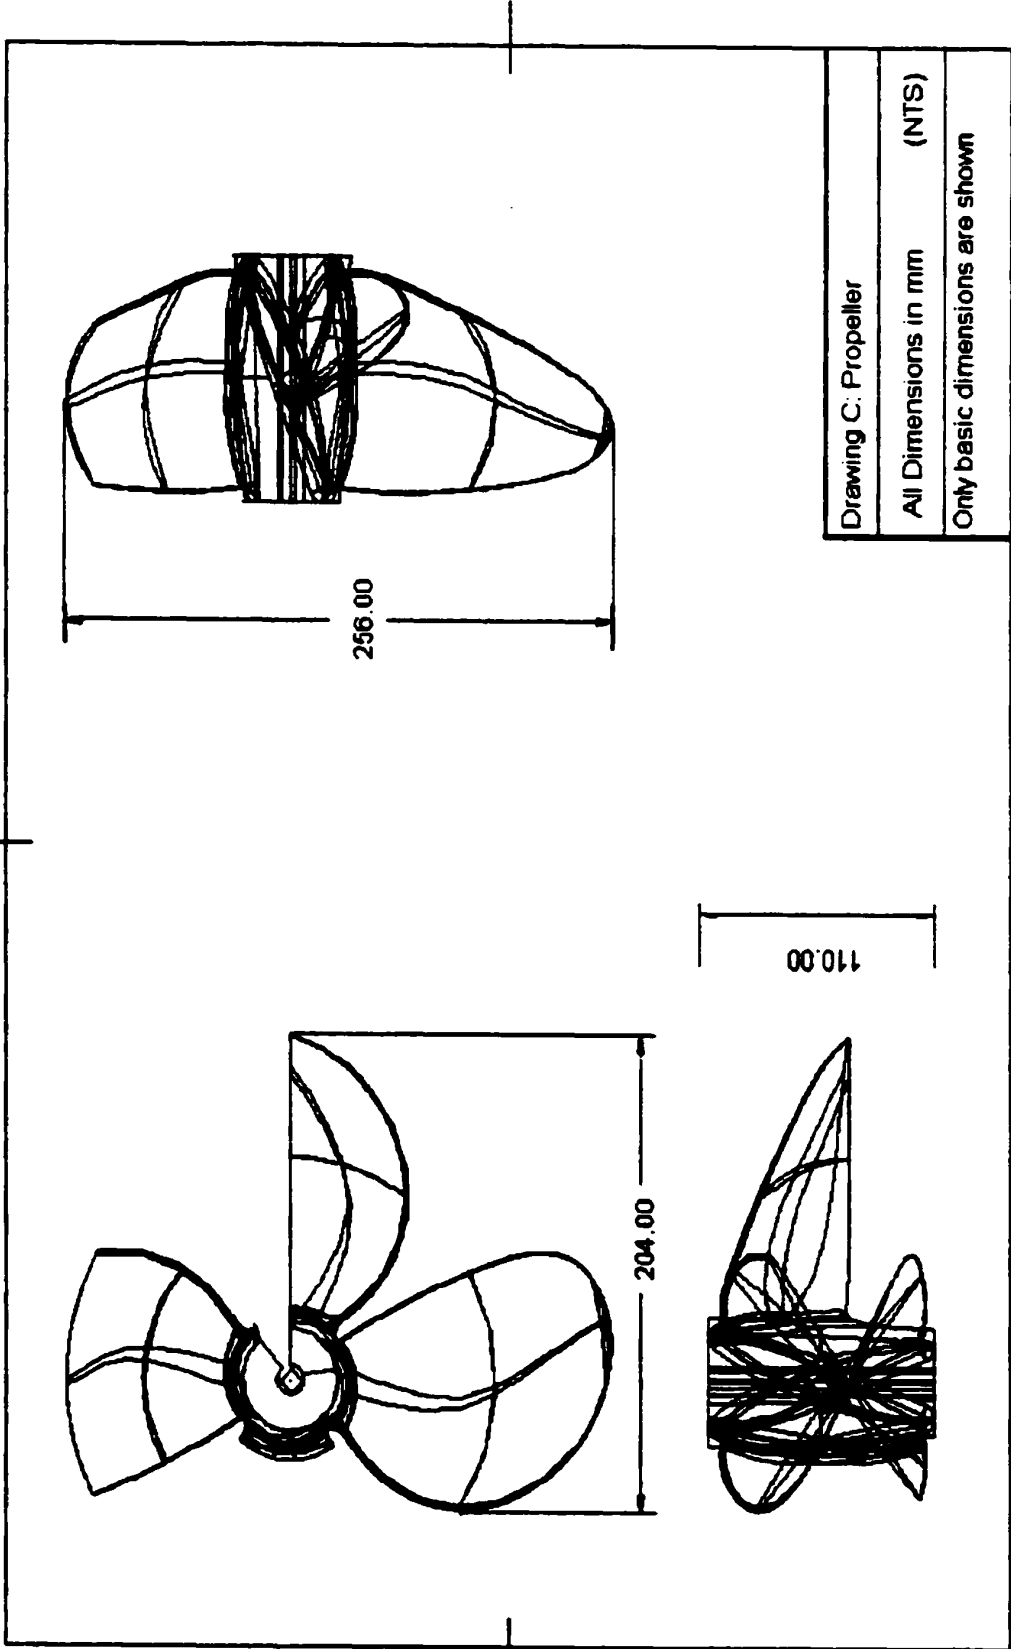 256.00
204.00
110.00
Drawing C: Propeller
All Dimensions in mm (NTS)
Only basic dimensions are shown